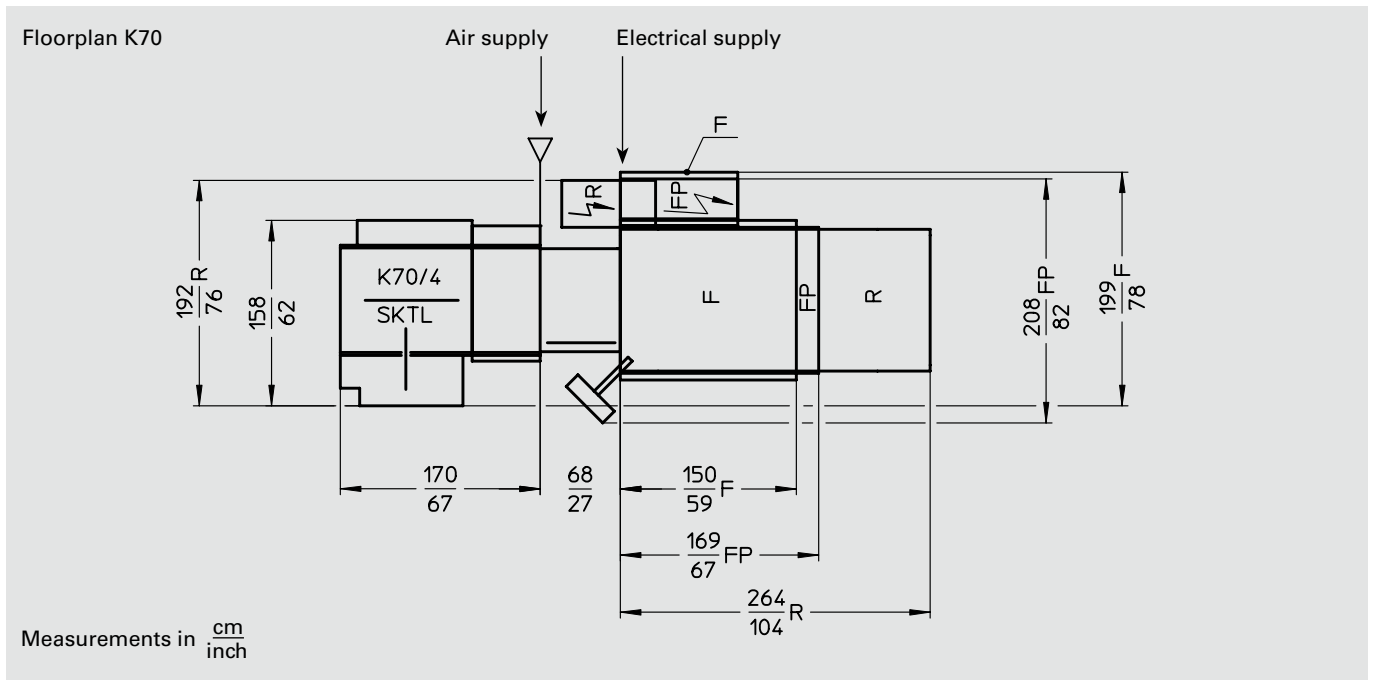 Floorplan K70
Air supply
Electrical supply
F
R
FP
K70/4
SKTL
F
FP
R
192
76 R
158
62
208
82 FP
199
78 F
170
67
68
27
150
59 F
169
67 FP
264
104 R
Measurements in cm
inch